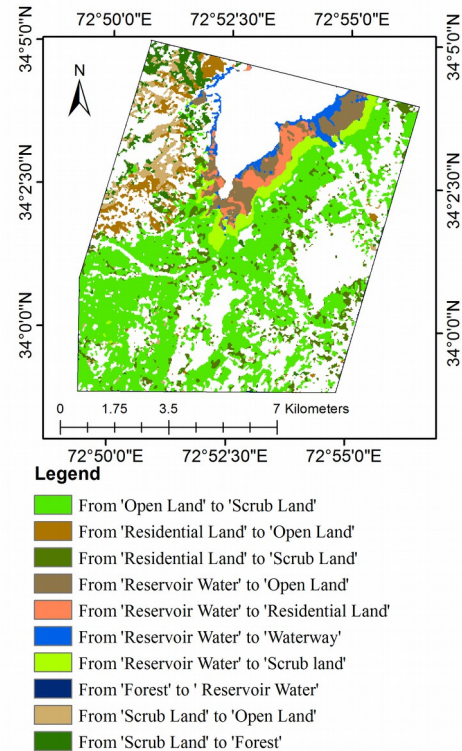 72°50'0"E 72°52'30"E 72°55'0"E
34°5'0"N 34°5'0"N
N
34°2'30"N 34°2'30"N
34°0'0"N 34°0'0"N
0 1.75 3.5 7 Kilometers
72°50'0"E 72°52'30"E 72°55'0"E
Legend
From 'Open Land' to 'Scrub Land'
From 'Residential Land' to 'Open Land'
From 'Residential Land' to 'Scrub Land'
From 'Reservoir Water' to 'Open Land'
From 'Reservoir Water' to 'Residential Land'
From 'Reservoir Water' to 'Waterway'
From 'Reservoir Water' to 'Scrub land'
From 'Forest' to ' Reservoir Water'
From 'Scrub Land' to 'Open Land'
From 'Scrub Land' to 'Forest'